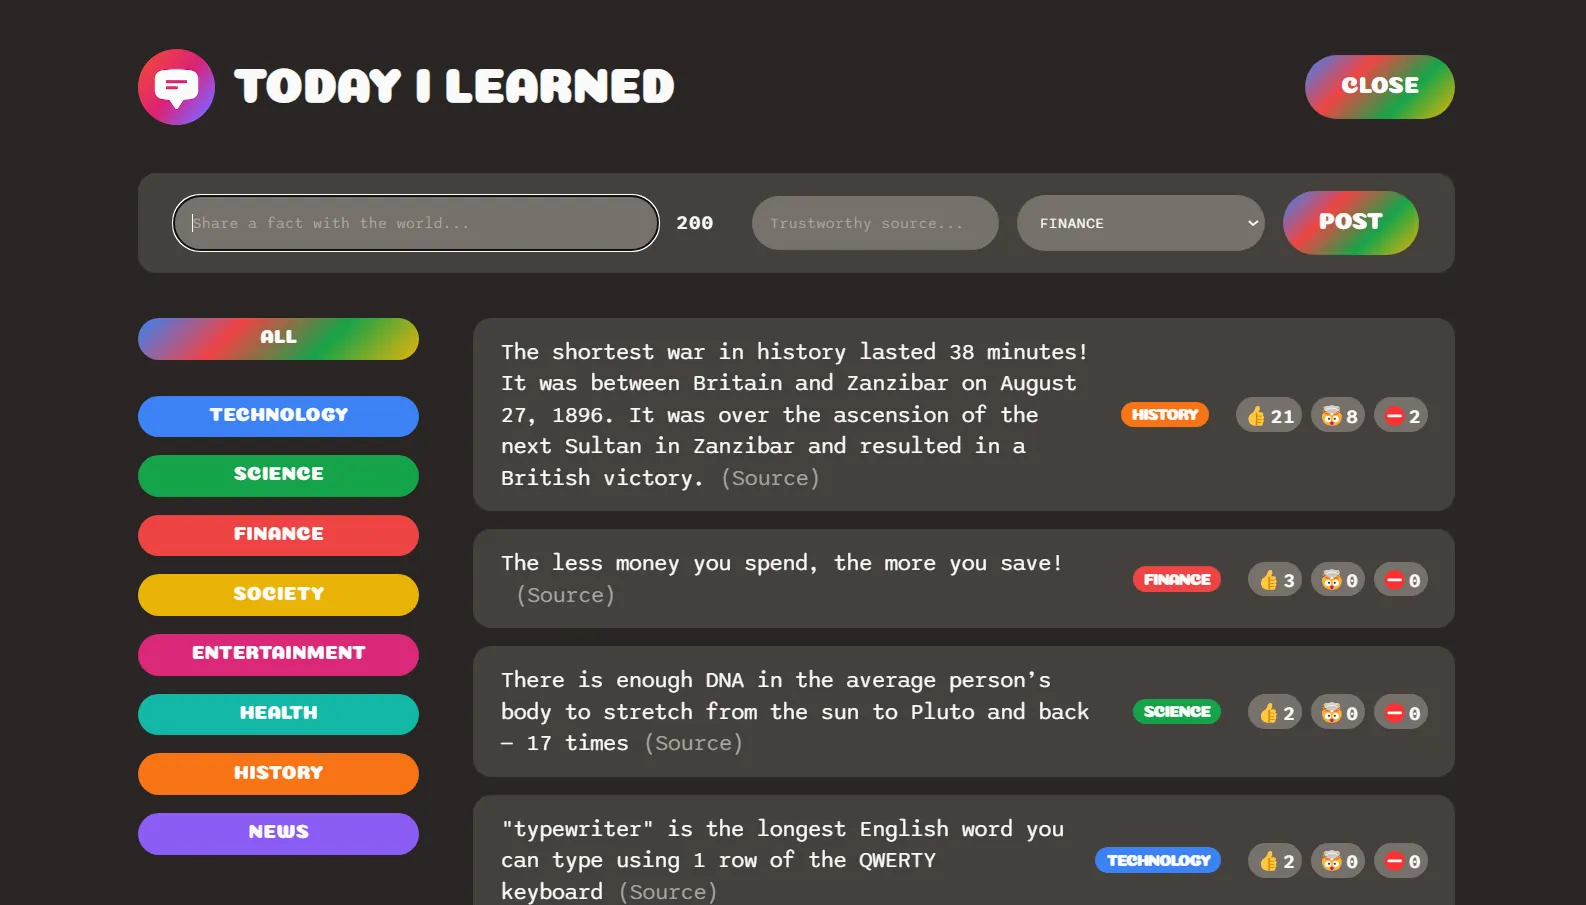 TODAY I LEARNED
CLOSE
Share a fact with the world...
200
Trustworthy source...
FINANCE
POST
ALL
TECHNOLOGY
SCIENCE
FINANCE
SOCIETY
ENTERTAINMENT
HEALTH
HISTORY
NEWS
The shortest war in history lasted 38 minutes!
It was between Britain and Zanzibar on August
27, 1896. It was over the ascension of the
next Sultan in Zanzibar and resulted in a
British victory. (Source)
HISTORY
👍 21
🤯 8
⛔ 2
The less money you spend, the more you save!
(Source)
FINANCE
👍 3
🤯 0
⛔ 0
There is enough DNA in the average person’s
body to stretch from the sun to Pluto and back
— 17 times (Source)
SCIENCE
👍 2
🤯 0
⛔ 0
"typewriter" is the longest English word you
can type using 1 row of the QWERTY
keyboard (Source)
TECHNOLOGY
👍 2
🤯 0
⛔ 0